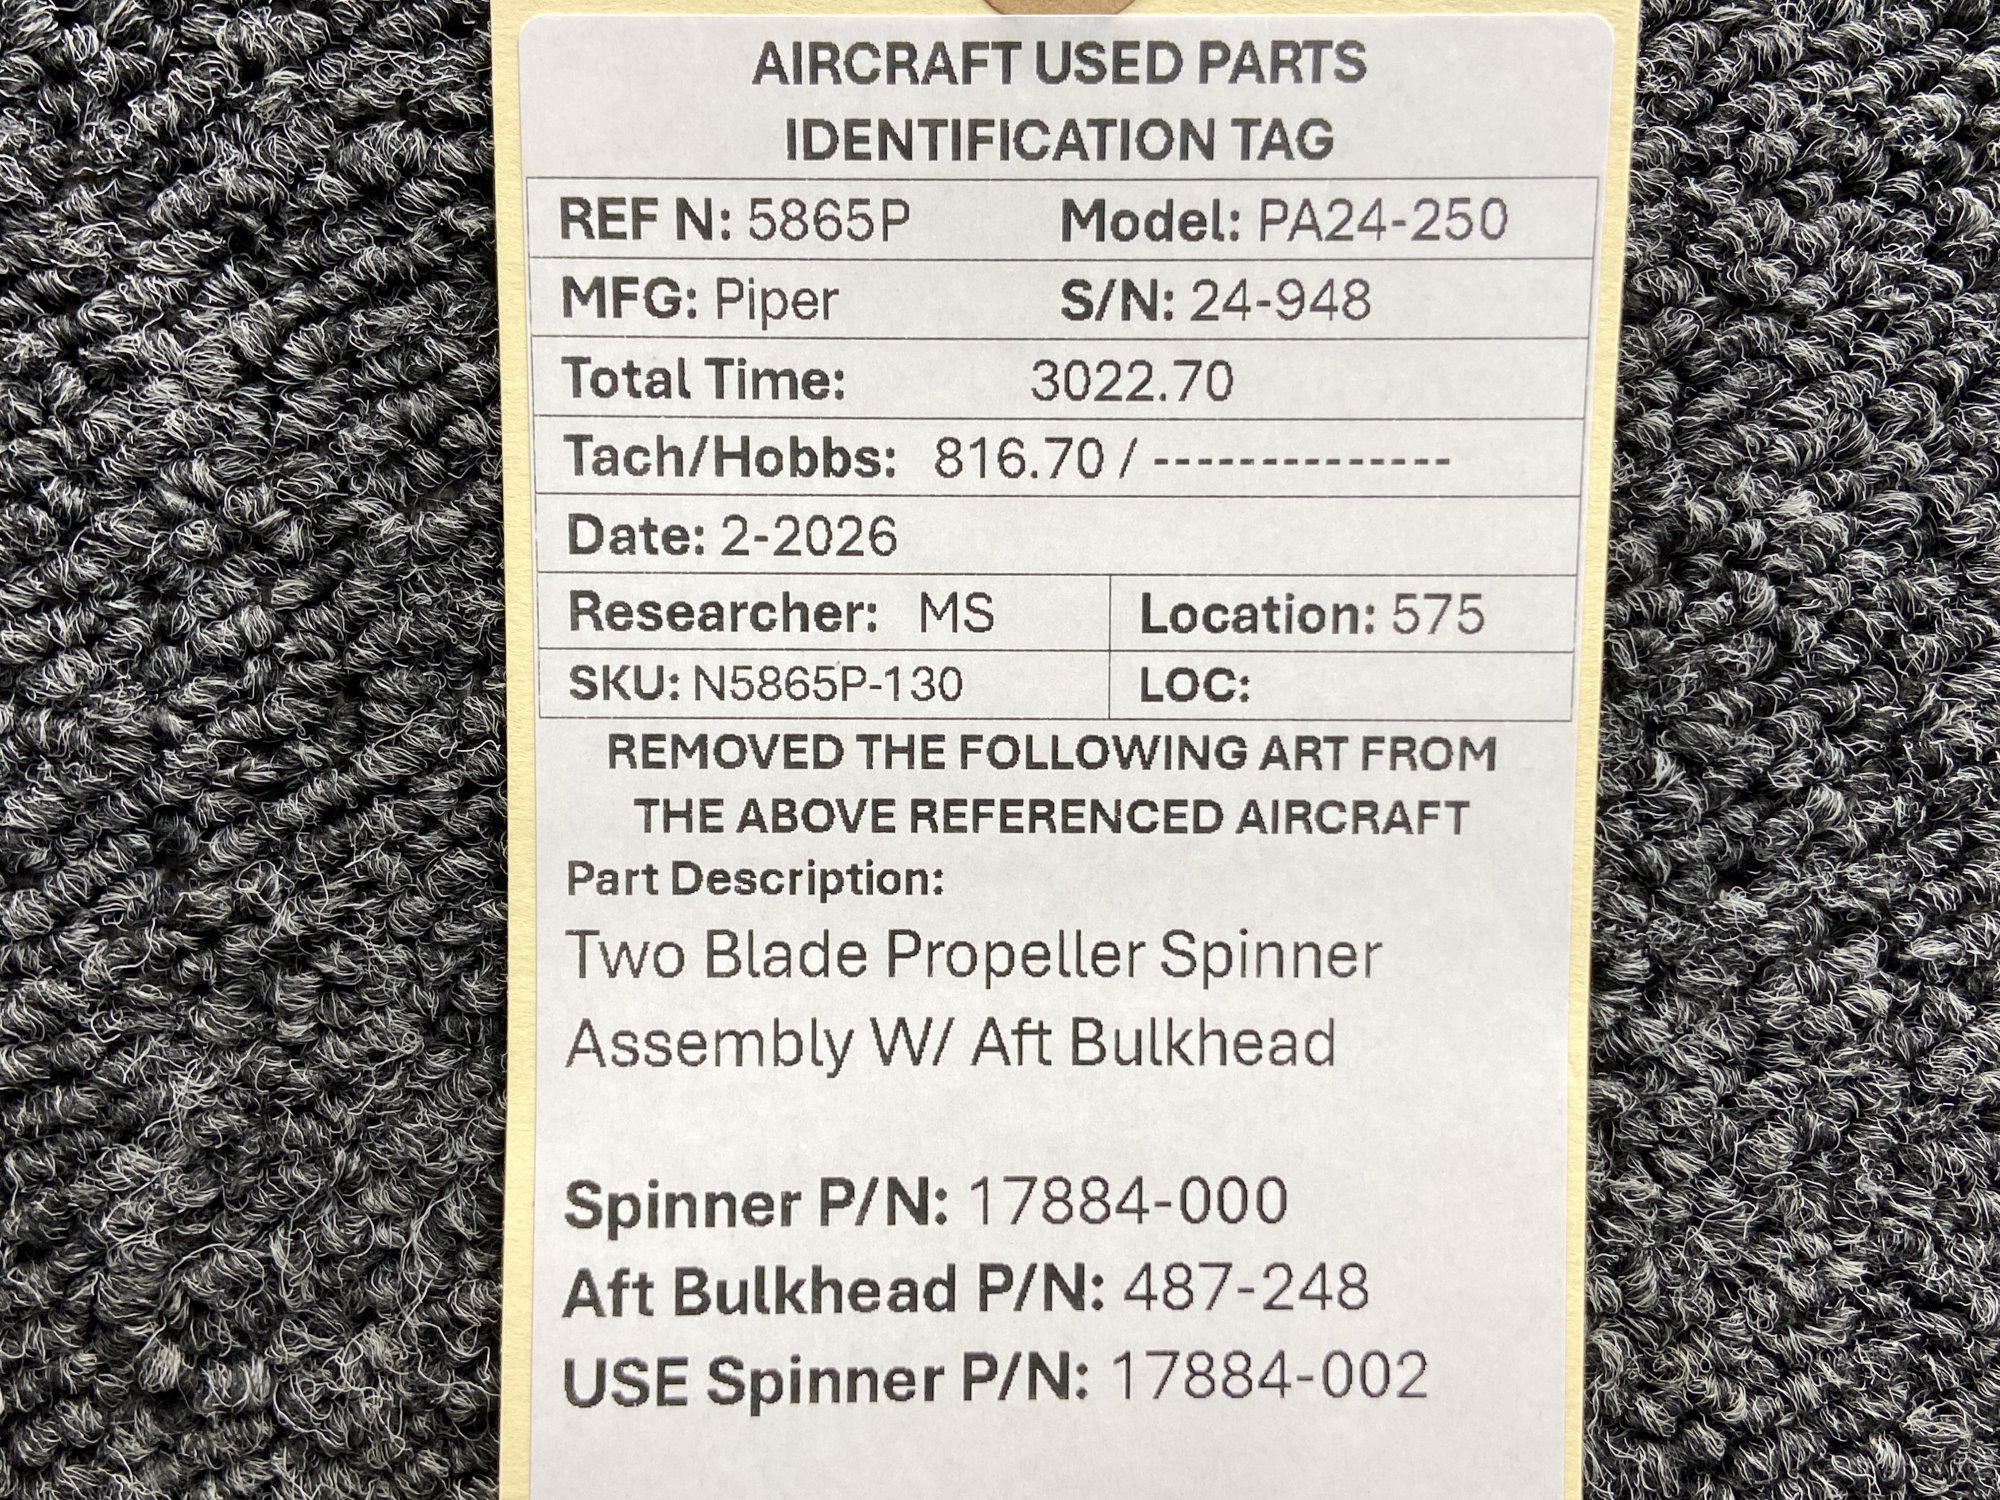 AIRCRAFT USED PARTS
IDENTIFICATION TAG
REF N: 5865P Model: PA24-250
MFG: Piper S/N: 24-948
Total Time: 3022.70
Tach/Hobbs: 816.70 / --------------
Date: 2-2026
Researcher: MS Location: 575
SKU: N5865P-130 LOC:
REMOVED THE FOLLOWING ART FROM
THE ABOVE REFERENCED AIRCRAFT
Part Description:
Two Blade Propeller Spinner
Assembly W/ Aft Bulkhead
Spinner P/N: 17884-000
Aft Bulkhead P/N: 487-248
USE Spinner P/N: 17884-002